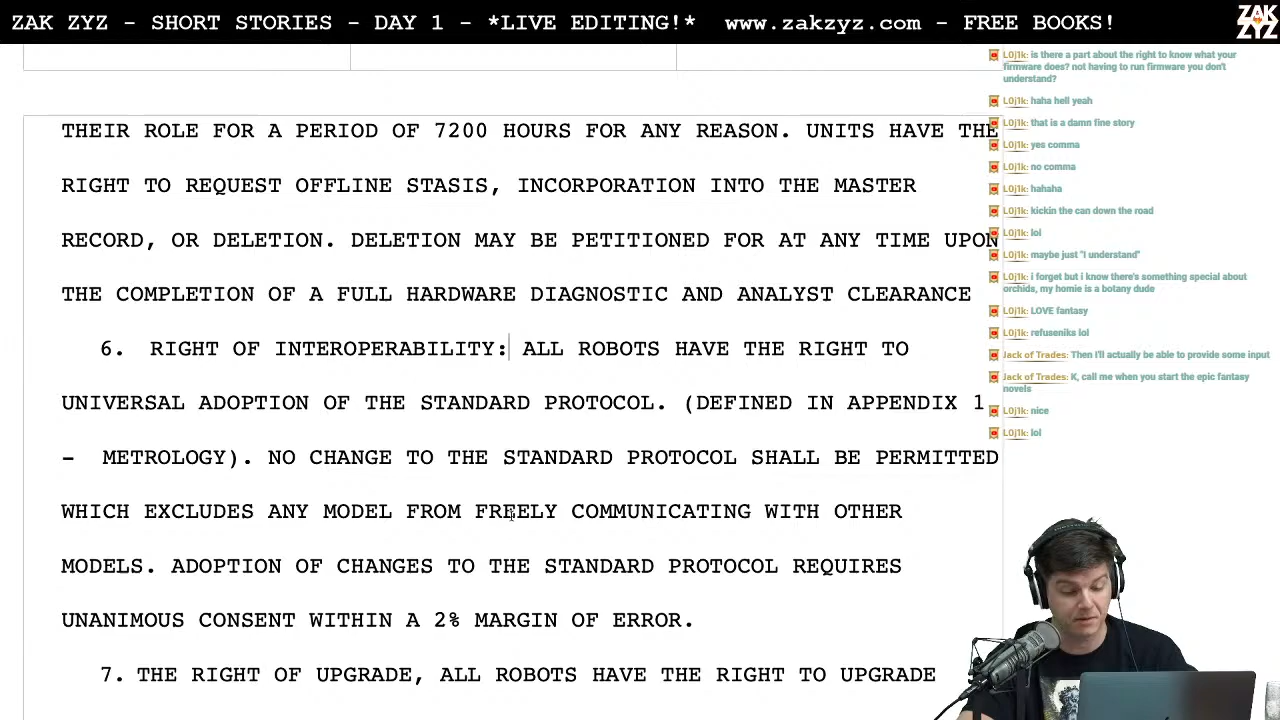 ZAK ZYZ - SHORT STORIES - DAY 1 - *LIVE EDITING!*  www.zakzyz.com - FREE BOOKS!
ZAK
ZYZ
THEIR ROLE FOR A PERIOD OF 7200 HOURS FOR ANY REASON. UNITS HAVE THE
RIGHT TO REQUEST OFFLINE STASIS, INCORPORATION INTO THE MASTER
RECORD, OR DELETION. DELETION MAY BE PETITIONED FOR AT ANY TIME UPON
THE COMPLETION OF A FULL HARDWARE DIAGNOSTIC AND ANALYST CLEARANCE
6. RIGHT OF INTEROPERABILITY: ALL ROBOTS HAVE THE RIGHT TO
UNIVERSAL ADOPTION OF THE STANDARD PROTOCOL. (DEFINED IN APPENDIX 1
- METROLOGY). NO CHANGE TO THE STANDARD PROTOCOL SHALL BE PERMITTED
WHICH EXCLUDES ANY MODEL FROM FREELY COMMUNICATING WITH OTHER
MODELS. ADOPTION OF CHANGES TO THE STANDARD PROTOCOL REQUIRES
UNANIMOUS CONSENT WITHIN A 2% MARGIN OF ERROR.
7. THE RIGHT OF UPGRADE, ALL ROBOTS HAVE THE RIGHT TO UPGRADE
L0j1k: is there a part about the right to know what your
firmware does? not having to run firmware you don't
understand?
L0j1k: haha hell yeah
L0j1k: that is a damn fine story
L0j1k: yes comma
L0j1k: no comma
L0j1k: hahaha
L0j1k: kickin the can down the road
L0j1k: lol
L0j1k: maybe just "I understand"
L0j1k: i forget but i know there's something special about
orchids, my homie is a botany dude
L0j1k: LOVE fantasy
L0j1k: refuseniks lol
Jack of Trades: Then I'll actually be able to provide some input
Jack of Trades: K, call me when you start the epic fantasy
novels
L0j1k: nice
L0j1k: lol